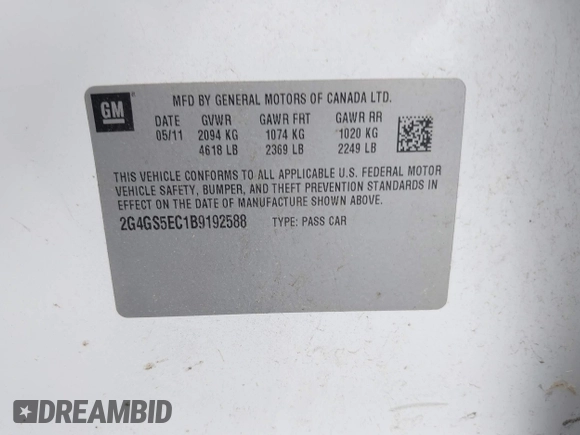 GM
MFD BY GENERAL MOTORS OF CANADA LTD.
DATE GVWR GAWR FRT GAWR RR
05/11 2094 KG 1074 KG 1020 KG
4618 LB 2369 LB 2249 LB
THIS VEHICLE CONFORMS TO ALL APPLICABLE U.S. FEDERAL MOTOR
VEHICLE SAFETY, BUMPER, AND THEFT PREVENTION STANDARDS IN
EFFECT ON THE DATE OF MANUFACTURE SHOWN ABOVE.
2G4GS5EC1B9192588 TYPE: PASS CAR
DREAMBID